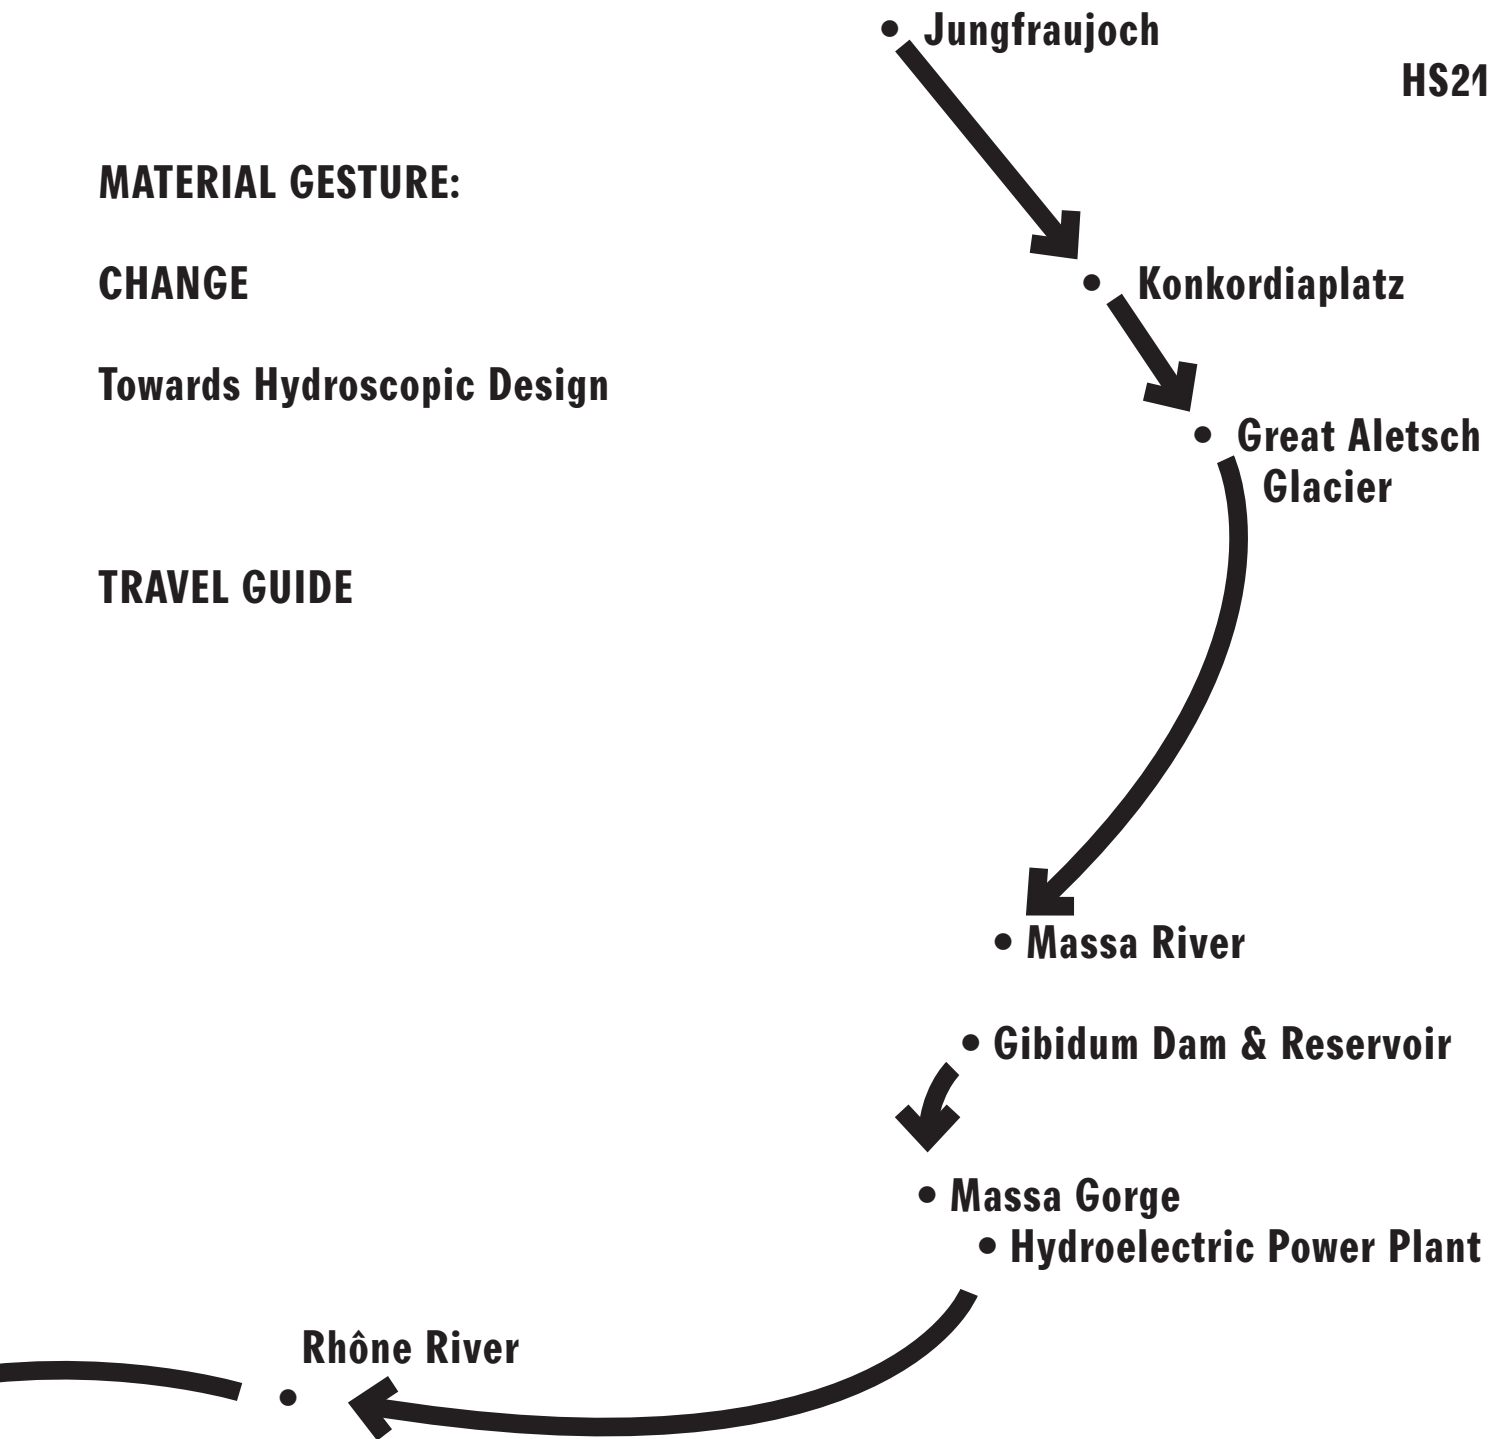 • Jungfraujoch
HS21
MATERIAL GESTURE:
CHANGE
• Konkordiaplatz
Towards Hydroscopic Design
• Great Aletsch
Glacier
TRAVEL GUIDE
• Massa River
• Gibidum Dam & Reservoir
• Massa Gorge
• Hydroelectric Power Plant
Rhône River
•